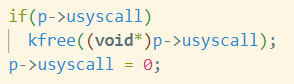 if(p->usyscall)
kfree((void*)p->usyscall);
p->usyscall = 0;